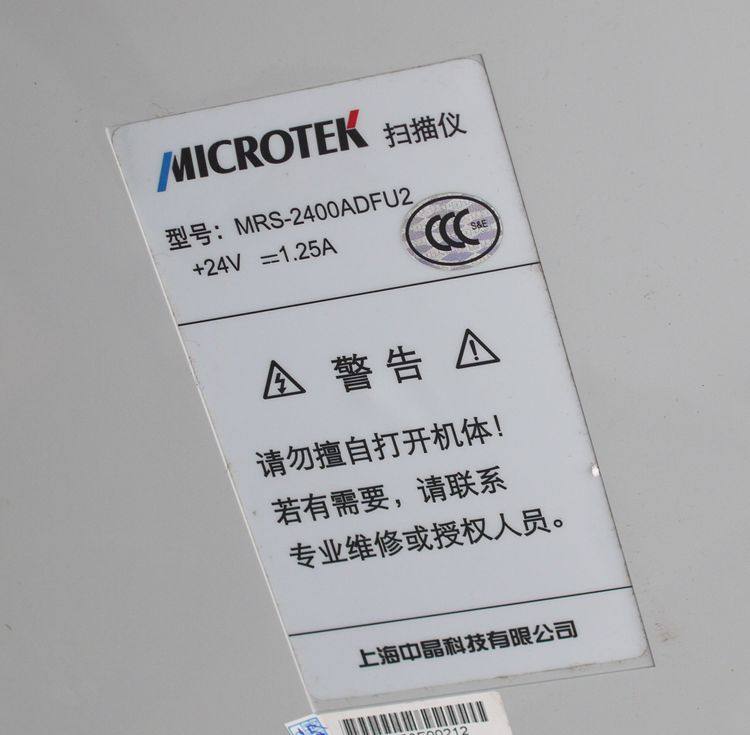 MICROTEK 扫描仪
型号：MRS-2400ADFU2
+24V ⎓1.25A
CCC S&E
警告
请勿擅自打开机体！
若有需要，请联系
专业维修或授权人员。
上海中晶科技有限公司